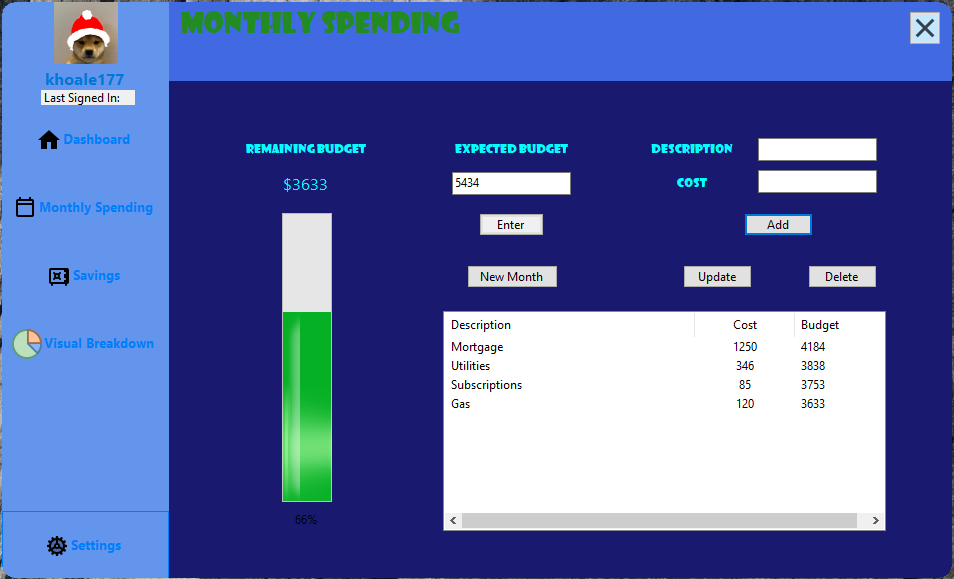 MONTHLY SPENDING
khoale177
Last Signed In:
Dashboard
Monthly Spending
Savings
Visual Breakdown
Settings
REMAINING BUDGET
$3633
66%
EXPECTED BUDGET
5434
Enter
New Month
DESCRIPTION
COST
Add
Update
Delete
Description Cost Budget
Mortgage 1250 4184
Utilities 346 3838
Subscriptions 85 3753
Gas 120 3633